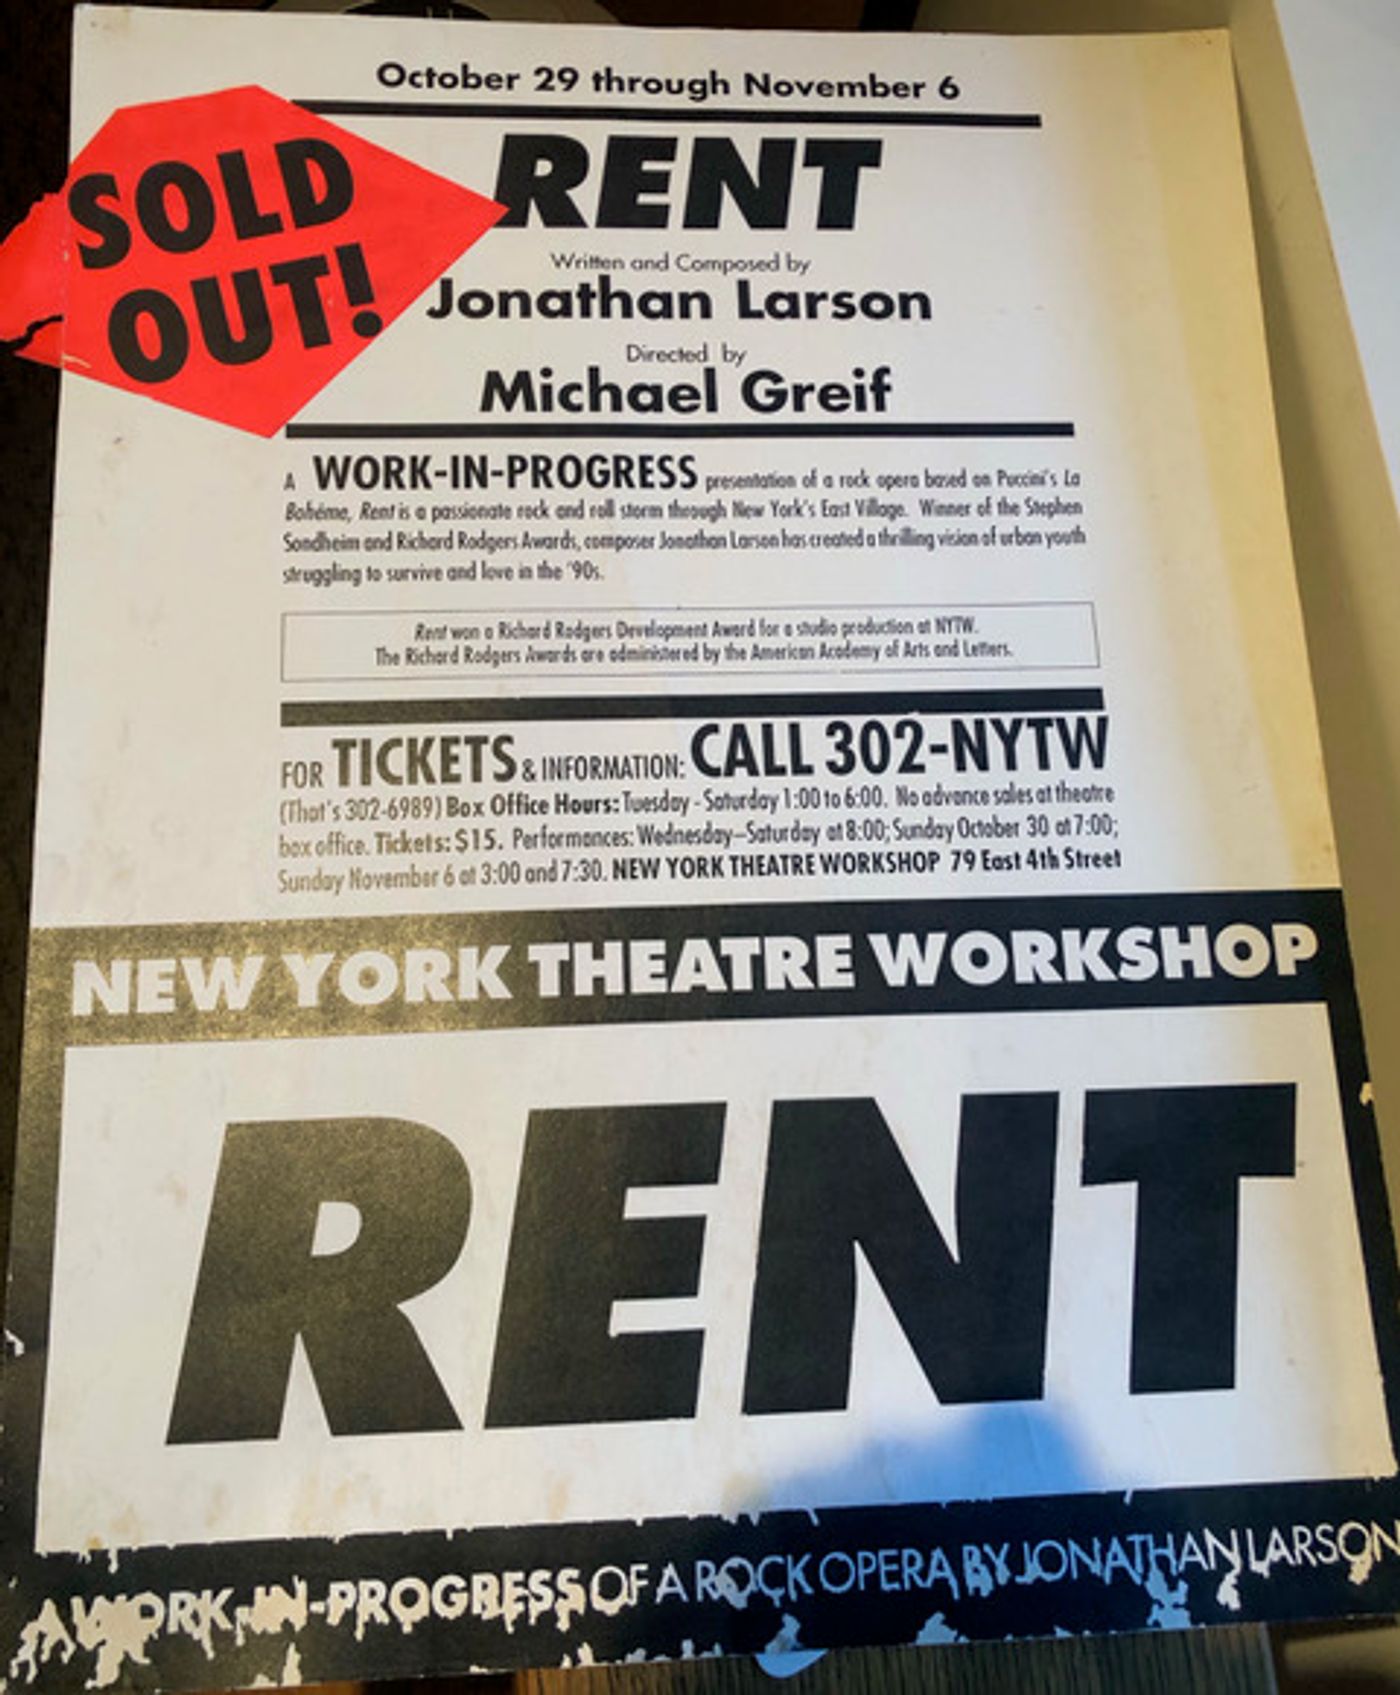 October 29 through November 6
SOLD
OUT!
RENT
Written and Composed by
Jonathan Larson
Directed by
Michael Greif
A WORK-IN-PROGRESS presentation of a rock opera based on Puccini's La
Bohéme, Rent is a passionate rock and roll storm through New York's East Village. Winner of the Stephen
Sondheim and Richard Rodgers Awards, composer Jonathan Larson has created a thrilling vision of urban youth
struggling to survive and love in the '90s.
Rent won a Richard Rodgers Development Award for a studio production at NYTW.
The Richard Rodgers Awards are administered by the American Academy of Arts and Letters.
FOR TICKETS & INFORMATION: CALL 302-NYTW
(That's 302-6989) Box Office Hours: Tuesday - Saturday 1:00 to 6:00. No advance sales at theatre
box office. Tickets: $15. Performances: Wednesday–Saturday at 8:00; Sunday October 30 at 7:00;
Sunday November 6 at 3:00 and 7:30. NEW YORK THEATRE WORKSHOP 79 East 4th Street
NEW YORK THEATRE WORKSHOP
RENT
A WORK-IN-PROGRESS OF A ROCK OPERA BY JONATHAN LARSON